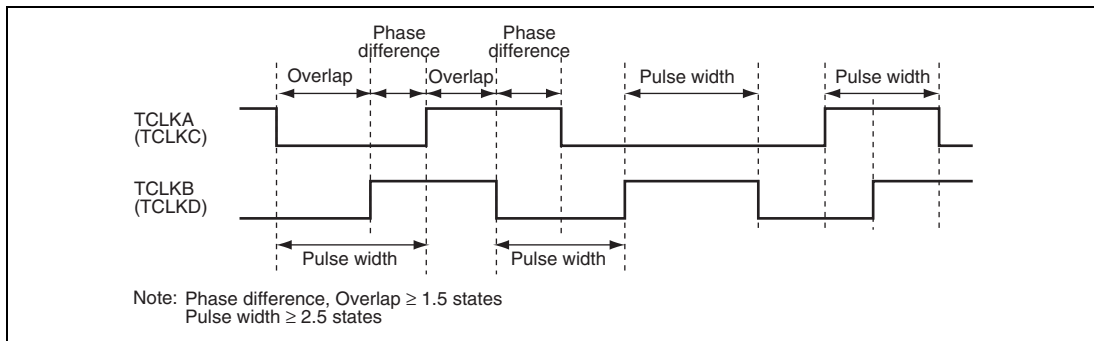 Phase difference
Phase difference
Overlap
Overlap
Pulse width
Pulse width
TCLKA
(TCLKC)
TCLKB
(TCLKD)
Pulse width
Pulse width
Note: Phase difference, Overlap ≥ 1.5 states
Pulse width ≥ 2.5 states